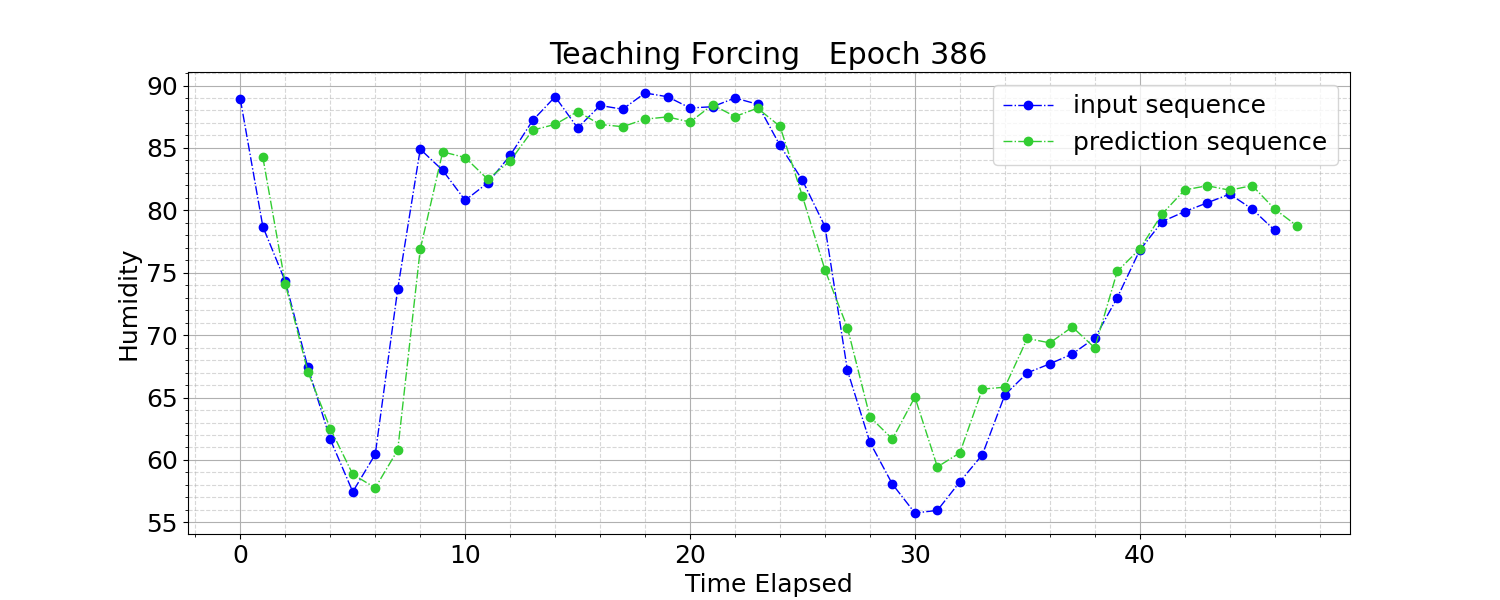 Teaching Forcing   Epoch 386
90
85
80
75
70
65
60
55
Humidity
input sequence
prediction sequence
0 10 20 30 40
Time Elapsed